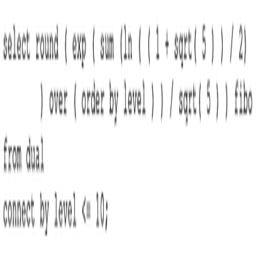 select round ( exp ( sum (ln ( ( 1 + sqrt( 5 ) ) / 2)
) over ( order by level ) ) / sqrt( 5 ) ) fibo
from dual
connect by level <= 10;